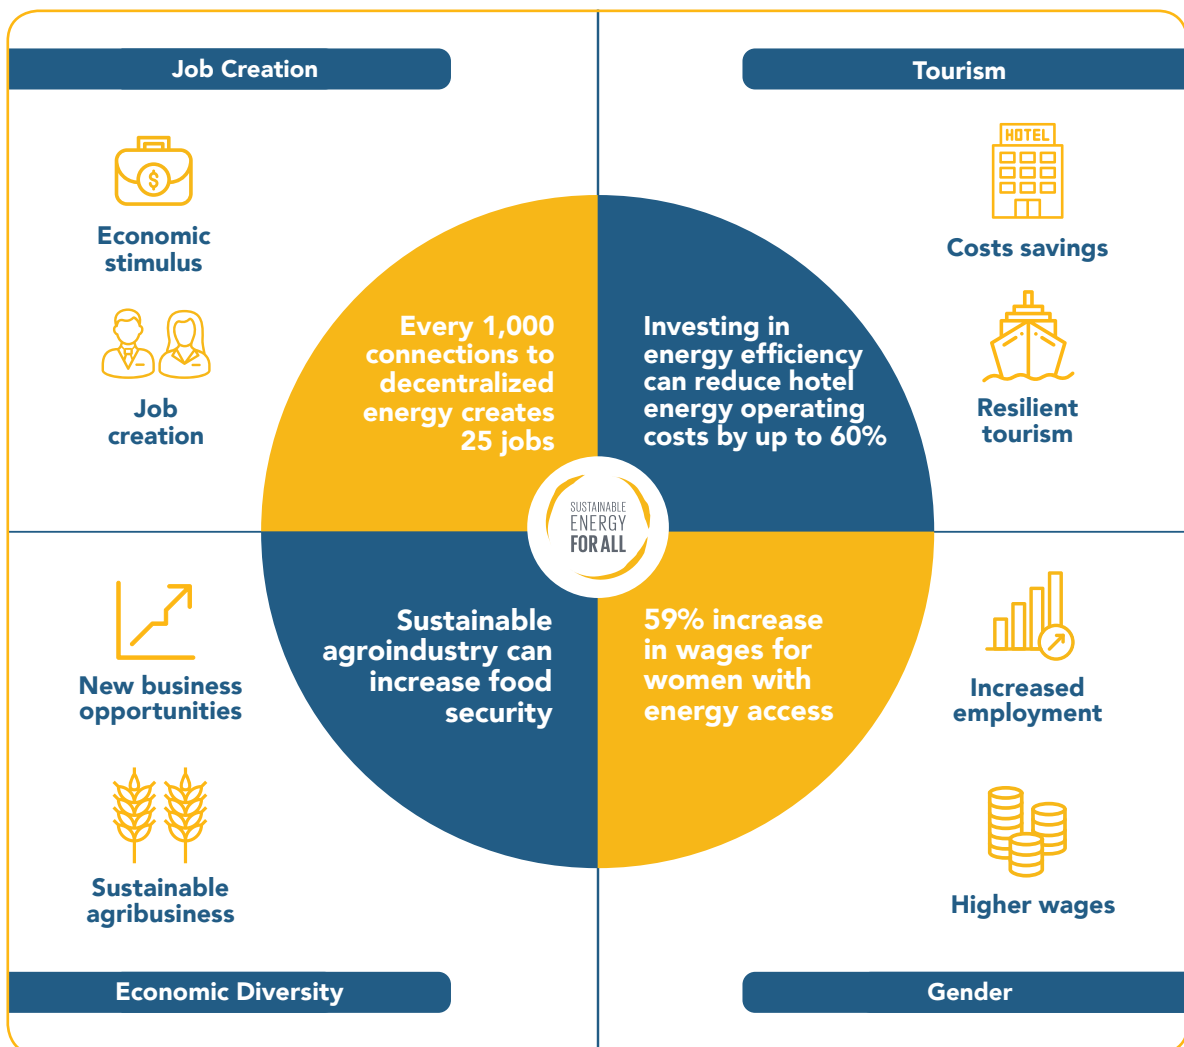 Job Creation
Economic
stimulus
Job
creation
Every 1,000
connections to
decentralized
energy creates
25 jobs
Tourism
HOTEL
Costs savings
Resilient
tourism
Investing in
energy efficiency
can reduce hotel
energy operating
costs by up to 60%
SUSTAINABLE
ENERGY
FOR ALL
New business
opportunities
Sustainable
agribusiness
Sustainable
agroindustry can
increase food
security
Economic Diversity
59% increase
in wages for
women with
energy access
Increased
employment
Higher wages
Gender